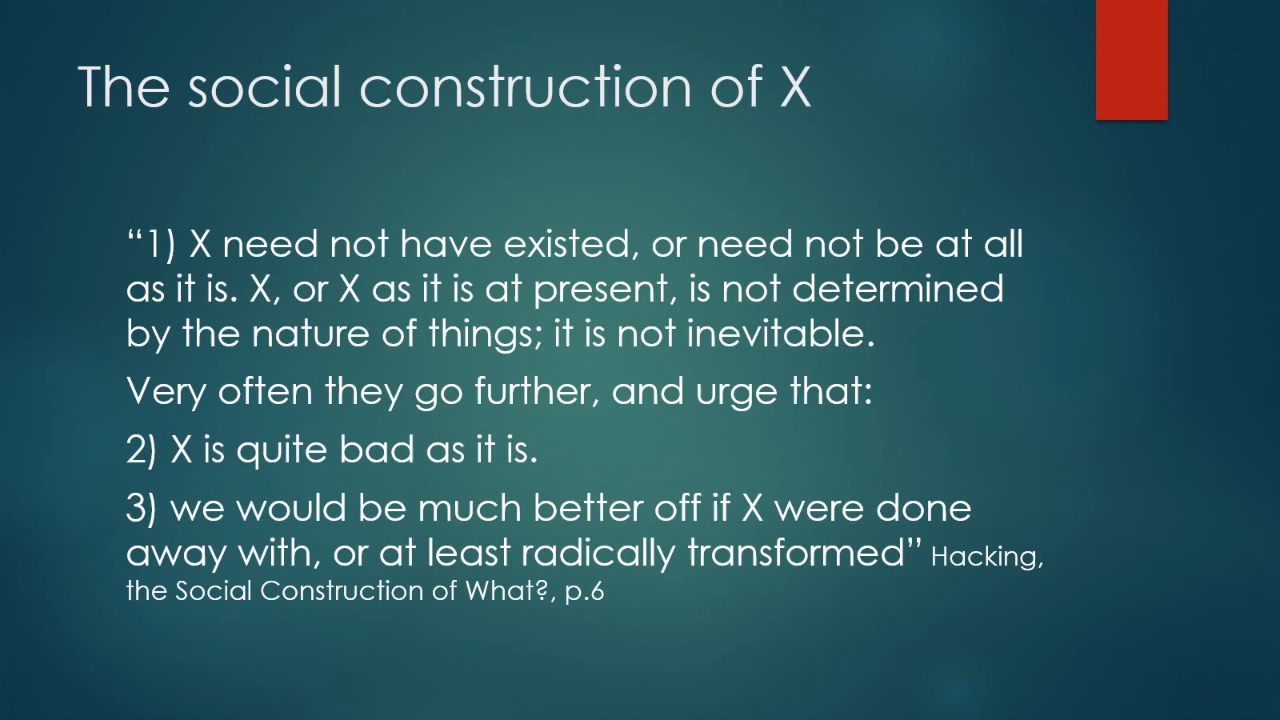 The social construction of X
“1) X need not have existed, or need not be at all
as it is. X, or X as it is at present, is not determined
by the nature of things; it is not inevitable.
Very often they go further, and urge that:
2) X is quite bad as it is.
3) we would be much better off if X were done
away with, or at least radically transformed” Hacking,
the Social Construction of What?, p.6